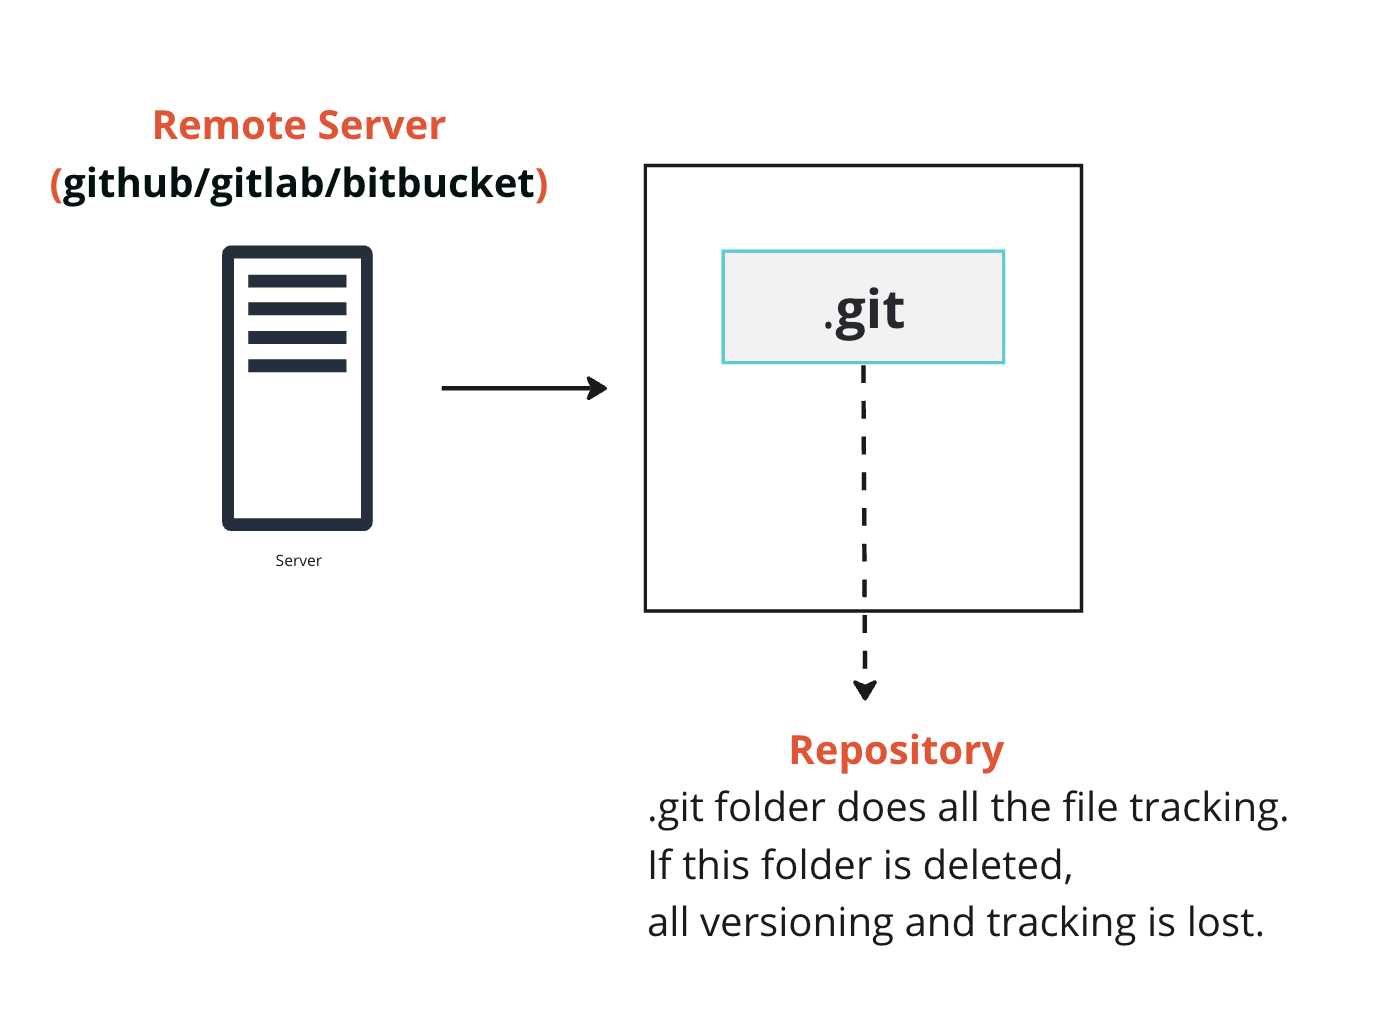 Remote Server
(github/gitlab/bitbucket)
Server
.git
Repository
.git folder does all the file tracking.
If this folder is deleted,
all versioning and tracking is lost.